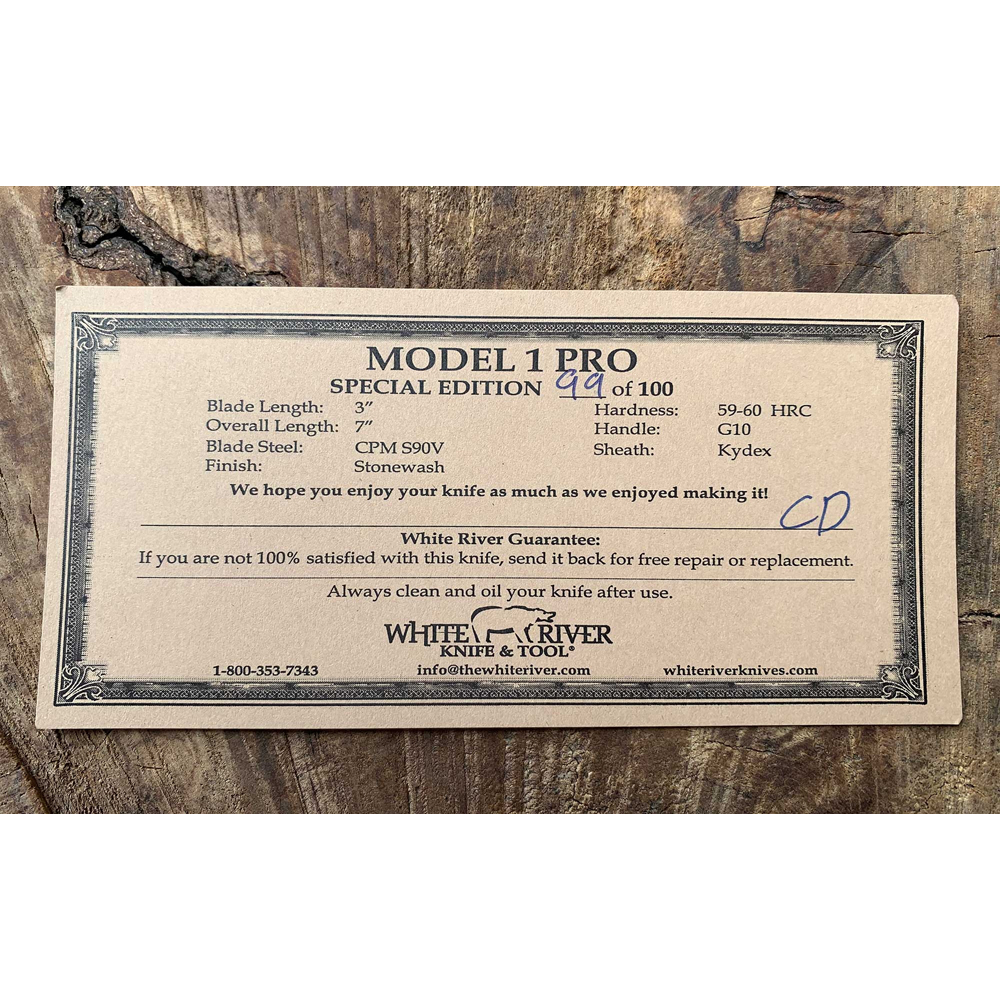 MODEL 1 PRO
SPECIAL EDITION 99 of 100
Blade Length: 3" Hardness: 59-60 HRC
Overall Length: 7" Handle: G10
Blade Steel: CPM S90V Sheath: Kydex
Finish: Stonewash
We hope you enjoy your knife as much as we enjoyed making it!
CD
White River Guarantee:
If you are not 100% satisfied with this knife, send it back for free repair or replacement.
Always clean and oil your knife after use.
WHITE RIVER
KNIFE & TOOL®
1-800-353-7343 info@thewhiteriver.com whiteriverknives.com